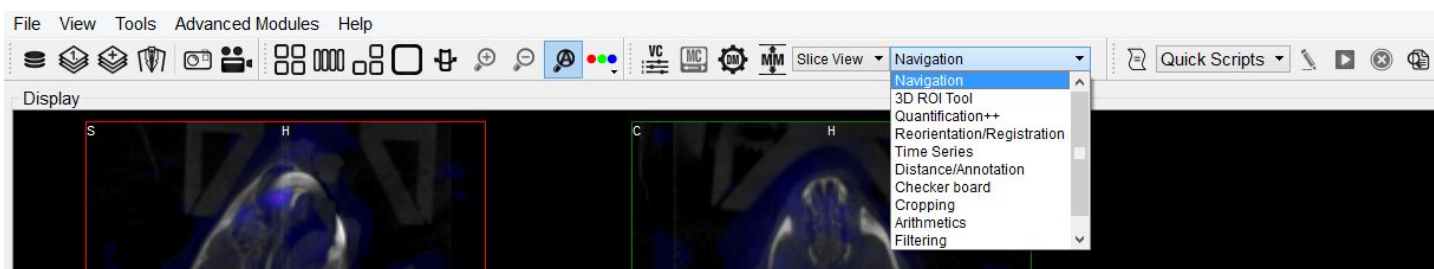 File View Tools Advanced Modules Help
1 VC MC DM MM Slice View Navigation Quick Scripts
Display
Navigation
3D ROI Tool
Quantification++
Reorientation/Registration
Time Series
Distance/Annotation
Checker board
Cropping
Arithmetics
Filtering
S H
C H